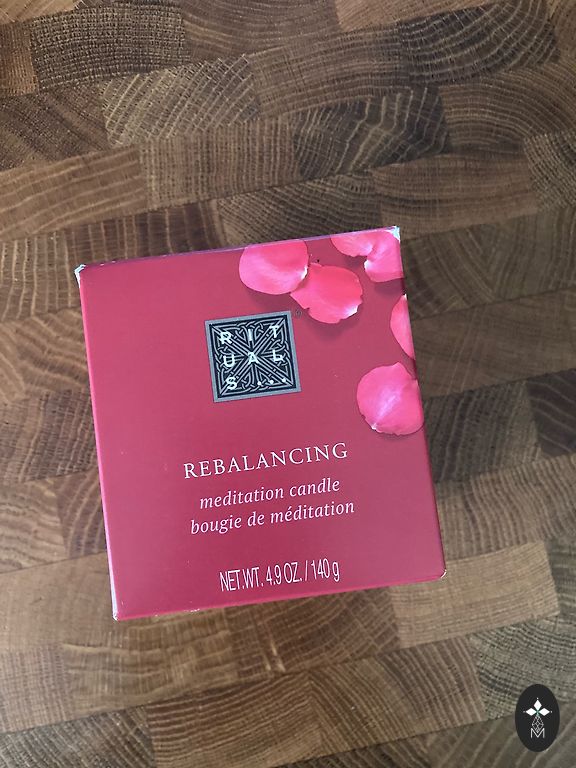 RIT
UAL
S...
®
REBALANCING
meditation candle
bougie de méditation
NET.WT. 4.9 OZ. / 140 g
M